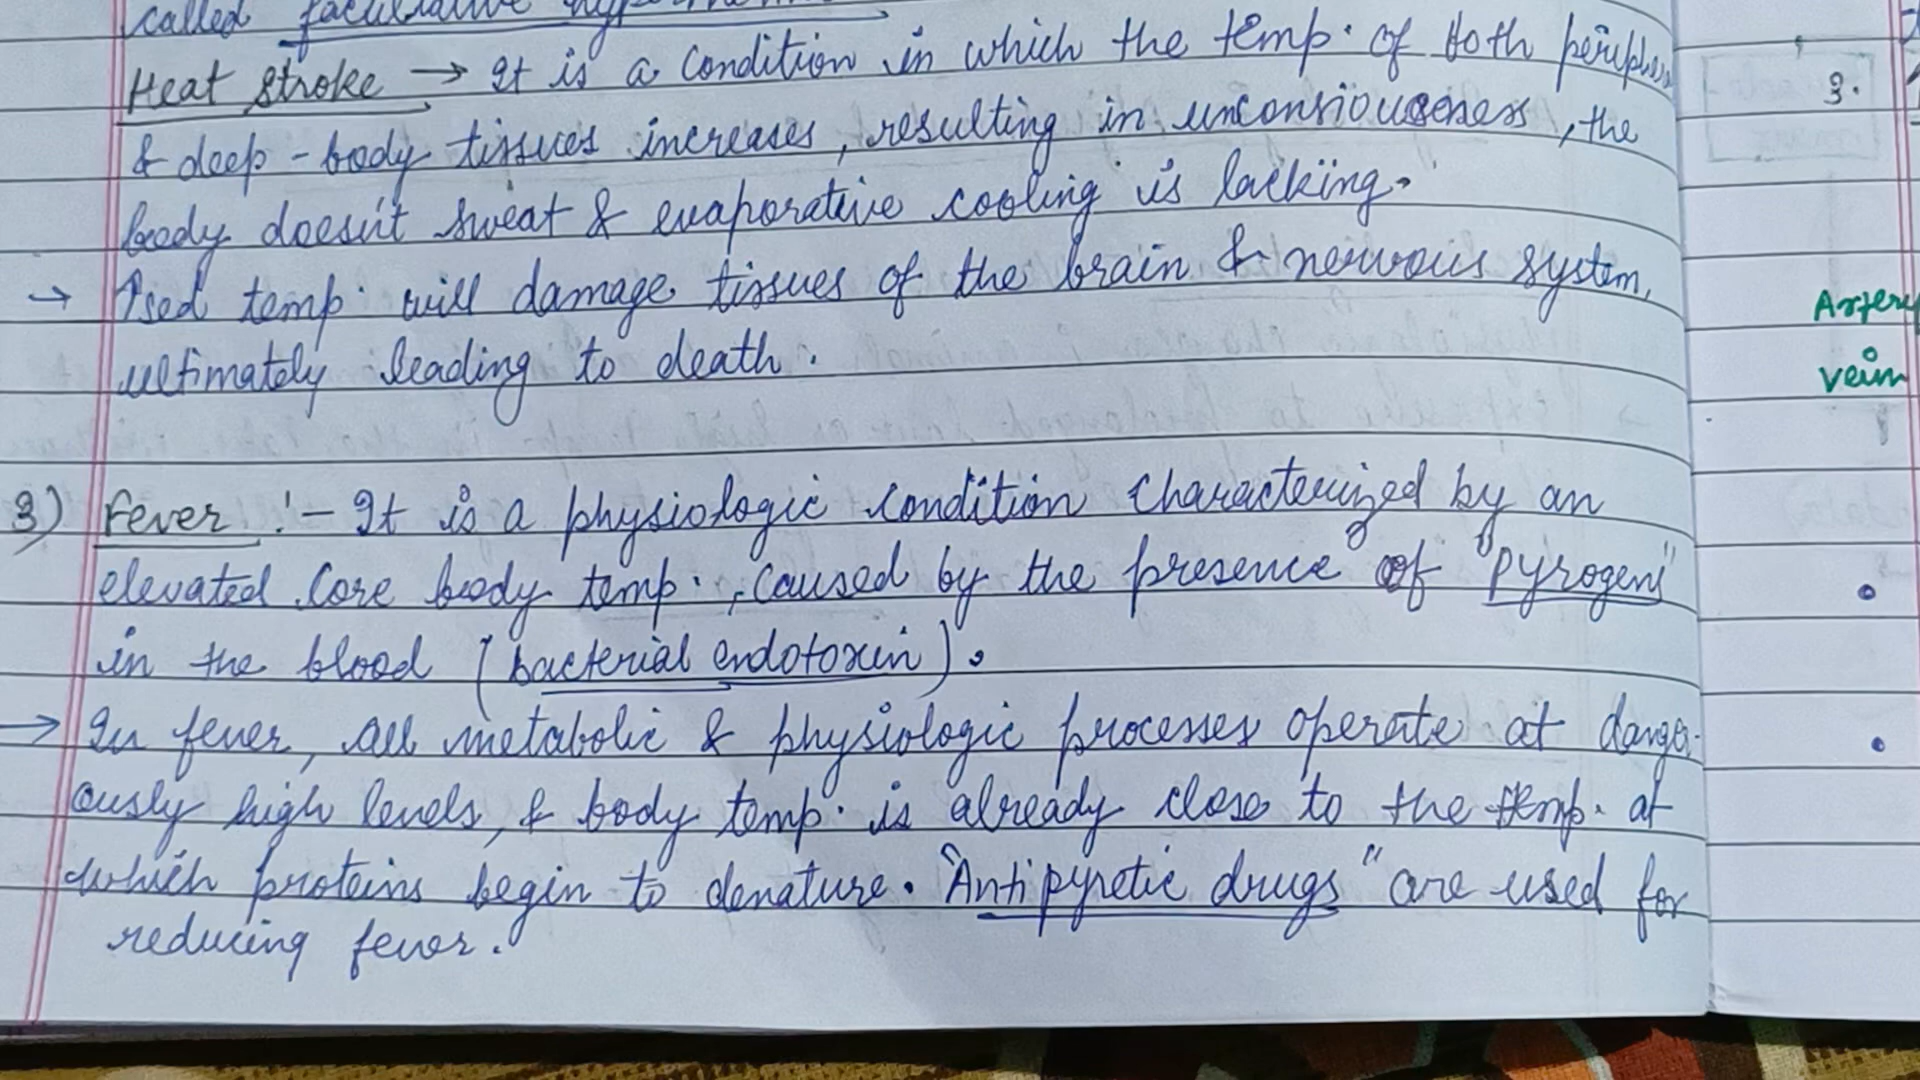 called facultative
Heat stroke → It is a condition in which the temp. of both
& deep-body tissues increases, resulting in unconsiousness, the
body doesn't sweat & evaporative cooling is lacking.
→ ↑sed temp. will damage tissues of the brain & nervous system,
ultimately leading to death.
3) Fever :- It is a physiologic condition characterized by an
elevated core body temp., caused by the presence of "pyrogens"
in the blood (bacterial endotoxin).
→ In fever, all metabolic & physiologic processes operate at danger-
ously high levels, & body temp. is already close to the temp. at
which proteins begin to denature. "Antipyretic drugs" are used for
reducing fever.
3.
Artery
vein